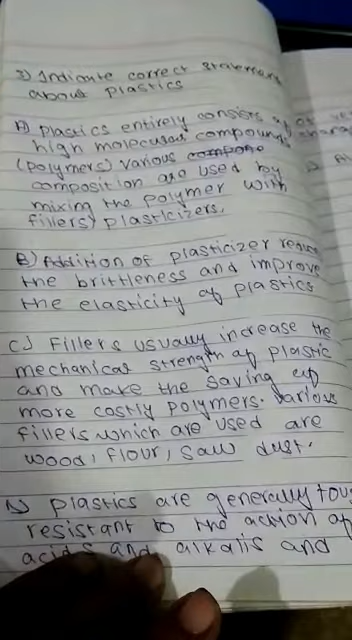 3) Indicate correct statement
about plastics
A) plastics entirely consists of
high molecular compounds
(polymers) various
composition are used by
mixing the polymer with
fillers, plasticizers.
B) Addition of plasticizer
the brittleness and improve
the elasticity of plastics
C) Fillers usually increase the
mechanical strength of plastic
and make the saving of
more costly polymers. Various
fillers which are used are
wood, flour, saw dust.
plastics are generally
resistant to the action of
acids and alkalis and